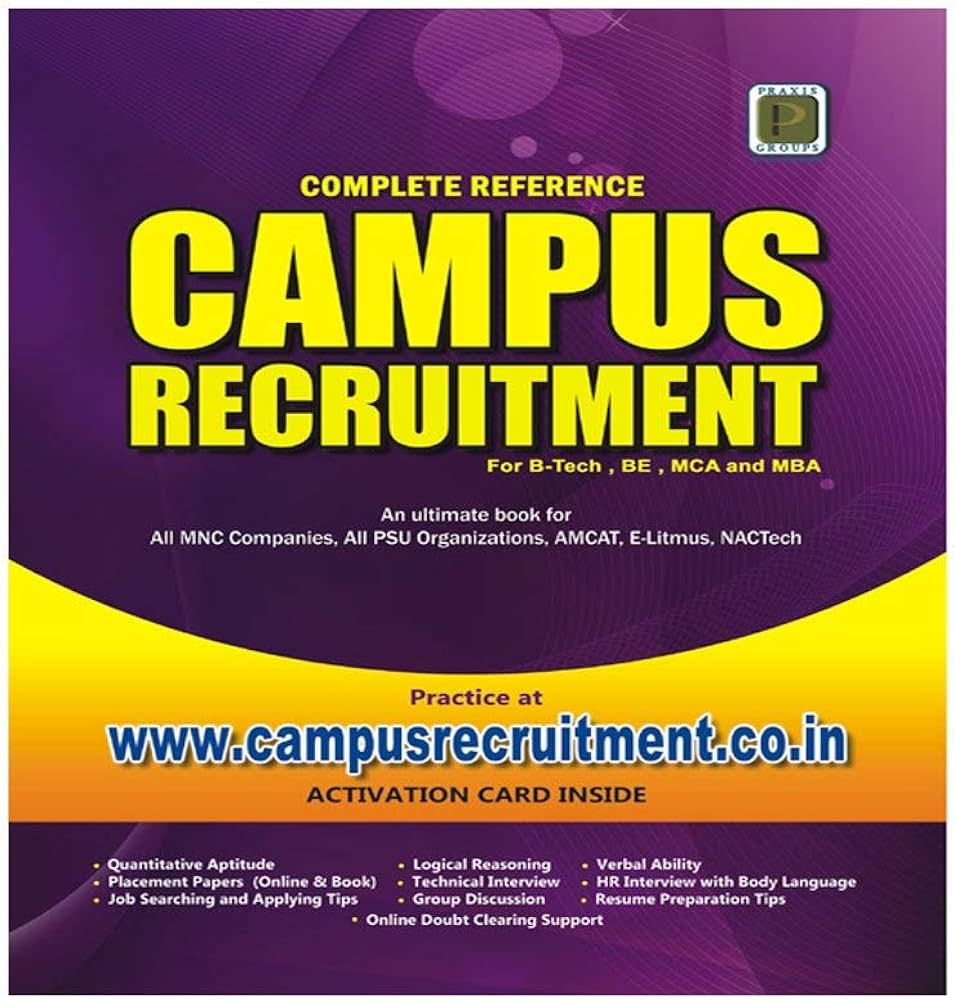 PRAXIS
P
GROUPS
COMPLETE REFERENCE
CAMPUS
RECRUITMENT
For B-Tech , BE , MCA and MBA
An ultimate book for
All MNC Companies, All PSU Organizations, AMCAT, E-Litmus, NACTech
Practice at
www.campusrecruitment.co.in
ACTIVATION CARD INSIDE
• Quantitative Aptitude • Logical Reasoning • Verbal Ability
• Placement Papers (Online & Book) • Technical Interview • HR Interview with Body Language
• Job Searching and Applying Tips • Group Discussion • Resume Preparation Tips
• Online Doubt Clearing Support